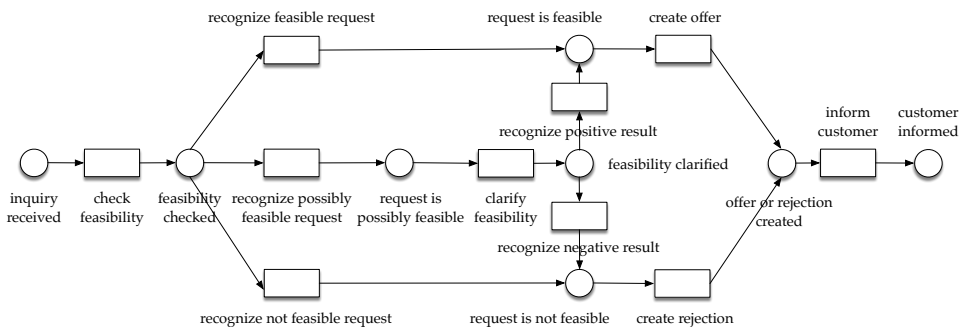 recognize feasible request
request is feasible
create offer
recognize positive result
inform
customer
customer
informed
feasibility clarified
inquiry
received
check
feasibility
feasibility
checked
recognize possibly
feasible request
request is
possibly feasible
clarify
feasibility
offer or rejection
created
recognize negative result
recognize not feasible request
request is not feasible
create rejection